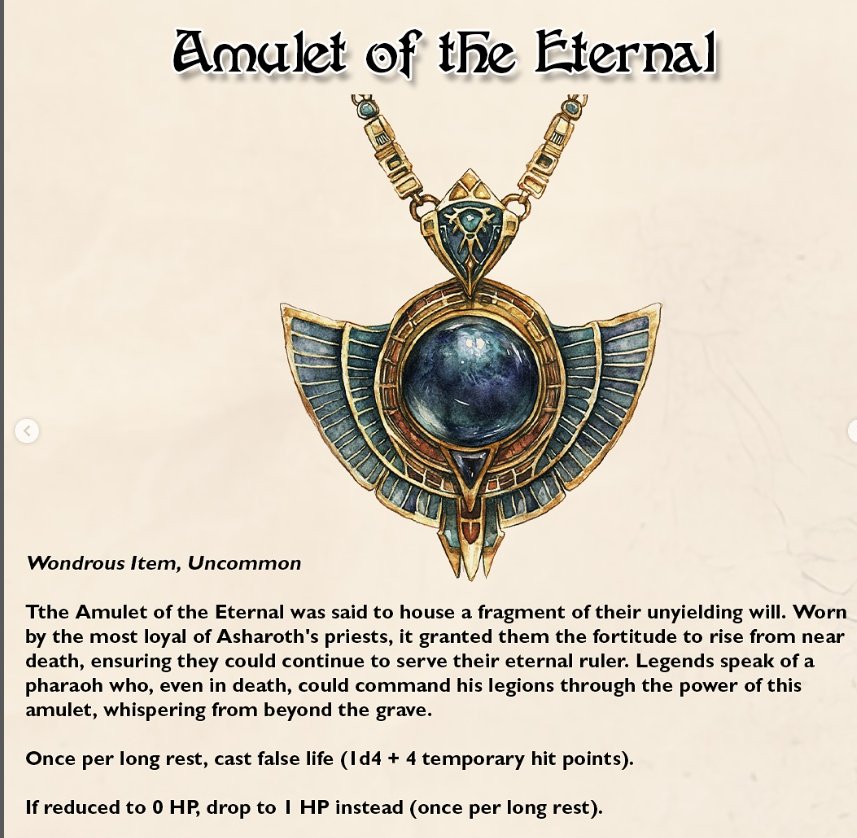 Amulet of the Eternal
Wondrous Item, Uncommon
Tthe Amulet of the Eternal was said to house a fragment of their unyielding will. Worn
by the most loyal of Asharoth's priests, it granted them the fortitude to rise from near
death, ensuring they could continue to serve their eternal ruler. Legends speak of a
pharaoh who, even in death, could command his legions through the power of this
amulet, whispering from beyond the grave.
Once per long rest, cast false life (1d4 + 4 temporary hit points).
If reduced to 0 HP, drop to 1 HP instead (once per long rest).